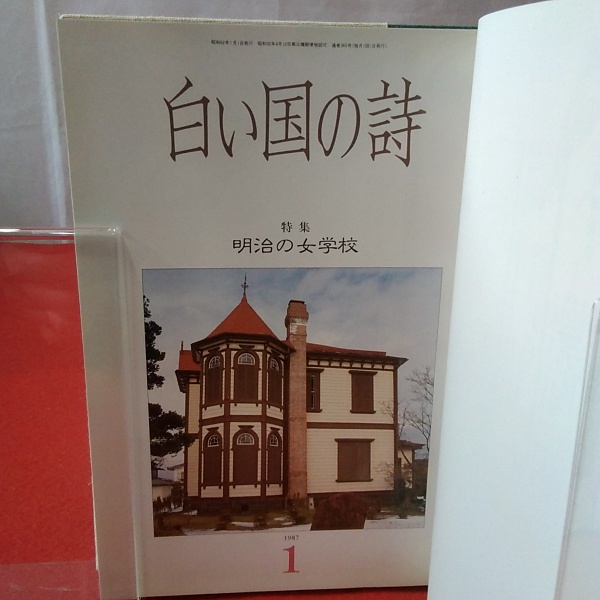 白い国の詩
特集
明治の女学校
1987
1